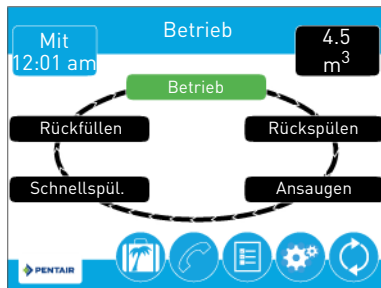 Mit
12:01 am
Betrieb
4.5
m³
Betrieb
Rückfüllen
Rückspülen
Schnellspül.
Ansaugen
PENTAIR